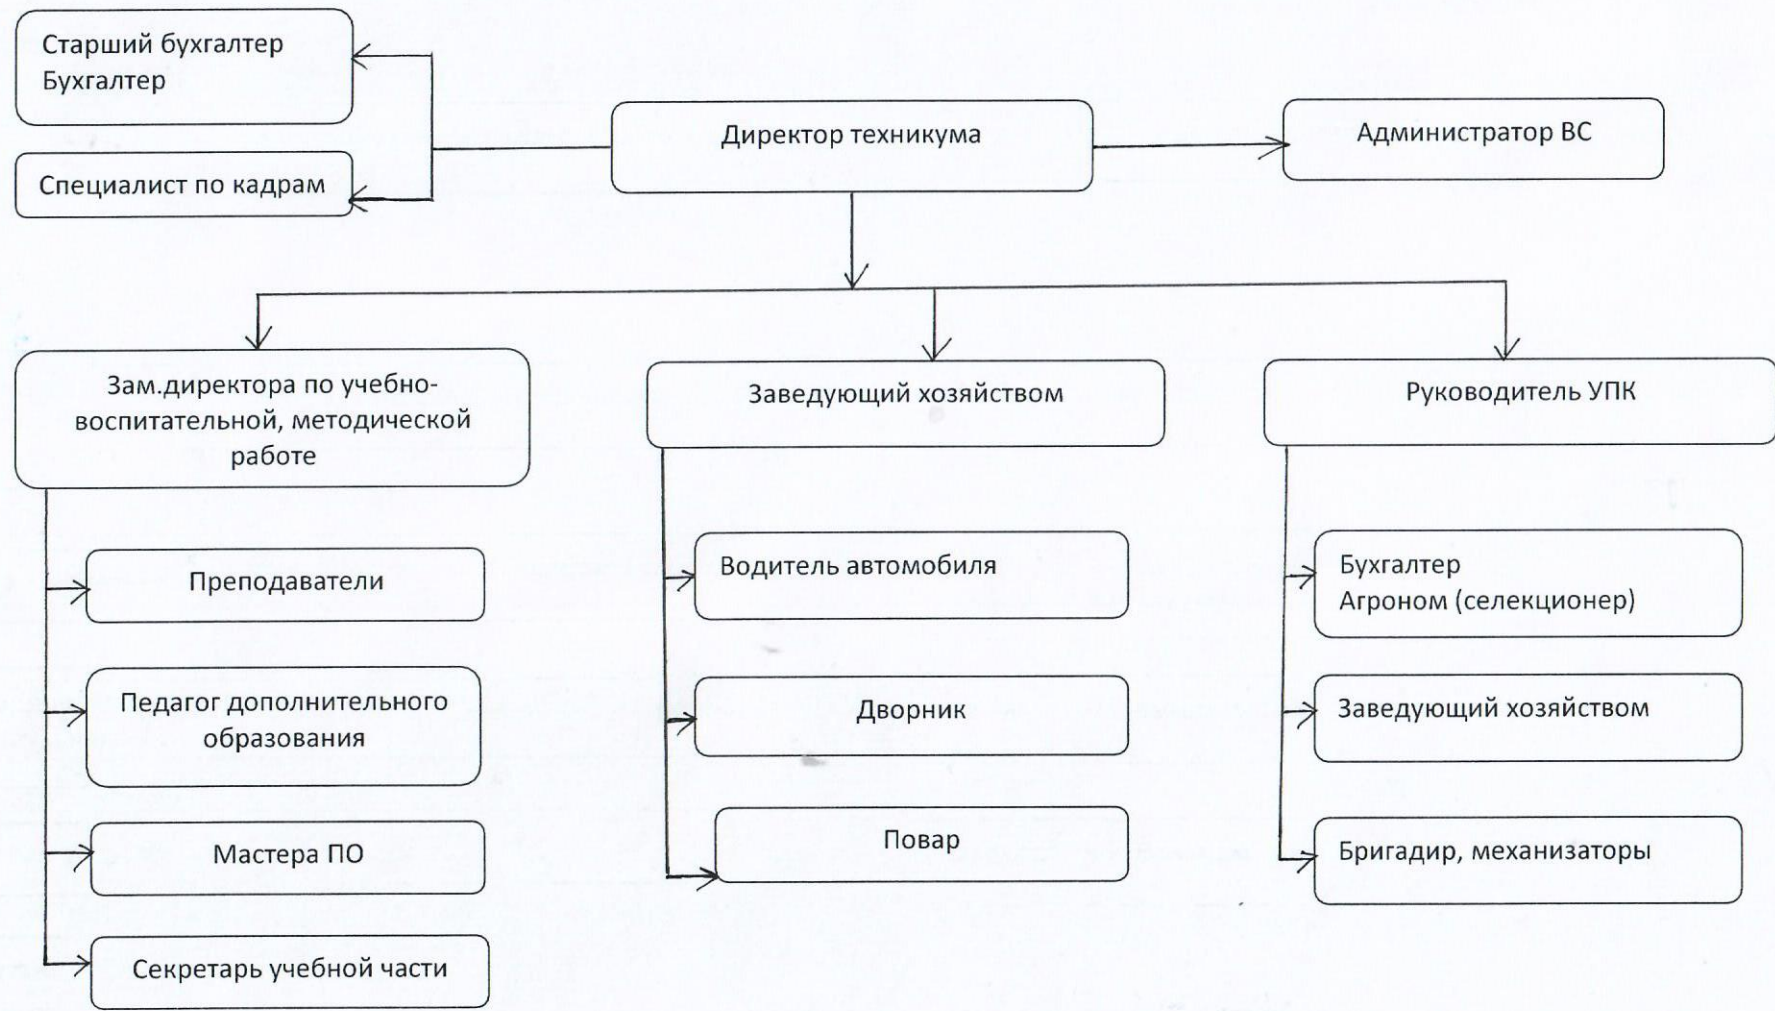 Старший бухгалтер
Бухгалтер
Специалист по кадрам
Директор техникума
Администратор ВС
Зам.директора по учебно-
воспитательной, методической
работе
Преподаватели
Педагог дополнительного
образования
Мастера ПО
Секретарь учебной части
Заведующий хозяйством
Водитель автомобиля
Дворник
Повар
Руководитель УПК
Бухгалтер
Агроном (селекционер)
Заведующий хозяйством
Бригадир, механизаторы